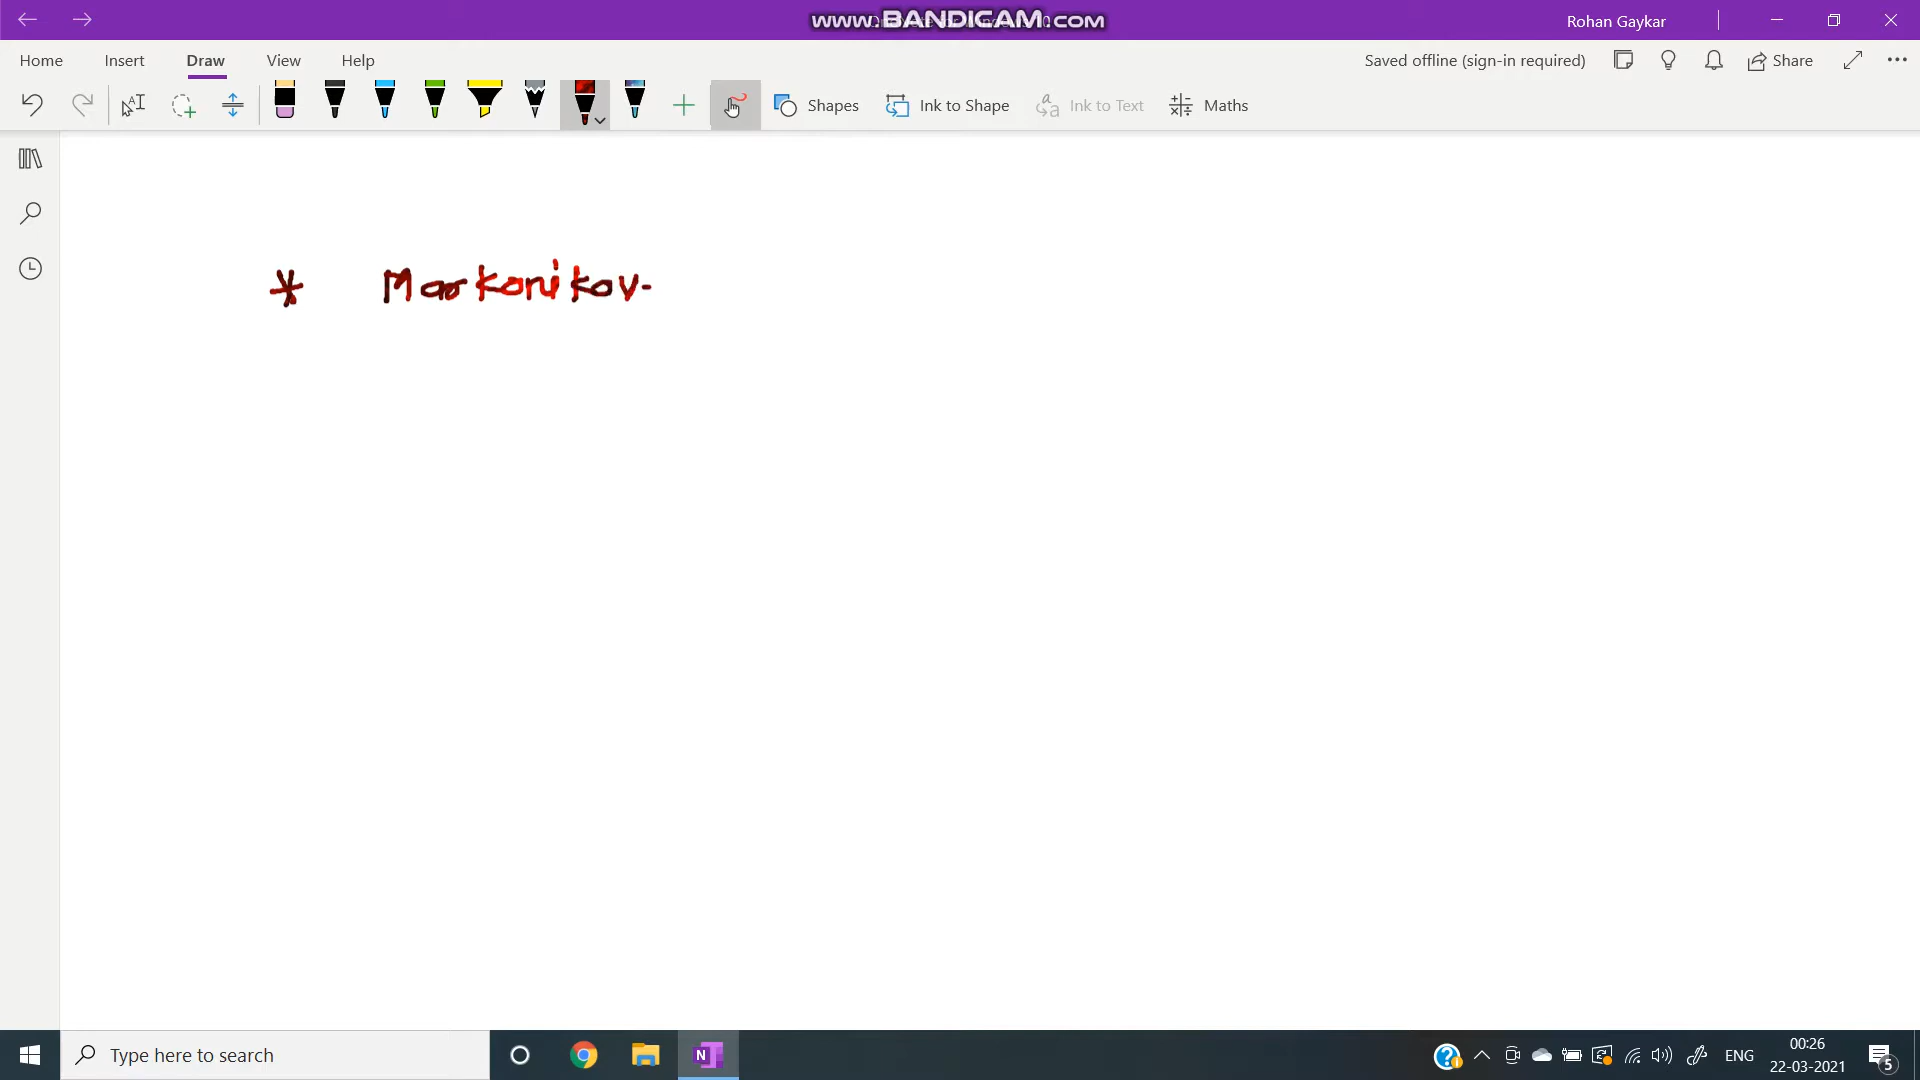 www.BANDICAM.com
Rohan Gaykar
Home Insert Draw View Help
Saved offline (sign-in required) Share
Shapes Ink to Shape Ink to Text Maths
* Markonikov-
Type here to search
ENG
00:26
22-03-2021
5